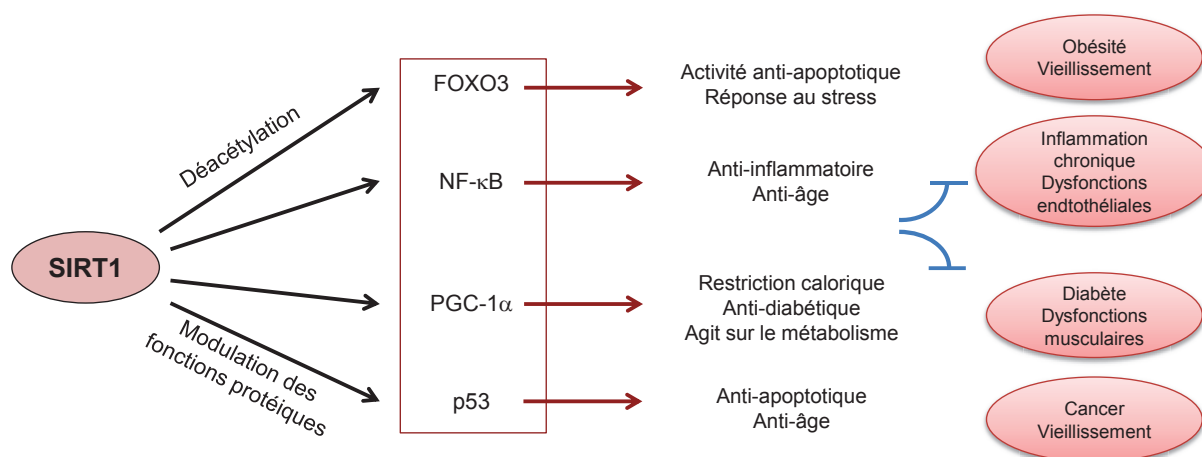 SIRT1
Déacétylation
Modulation des
fonctions protéiques
FOXO3
NF-κB
PGC-1α
p53
Activité anti-apoptotique
Réponse au stress
Anti-inflammatoire
Anti-âge
Restriction calorique
Anti-diabétique
Agit sur le métabolisme
Anti-apoptotique
Anti-âge
Obésité
Vieillissement
Inflammation
chronique
Dysfonctions
endtothéliales
Diabète
Dysfonctions
musculaires
Cancer
Vieillissement